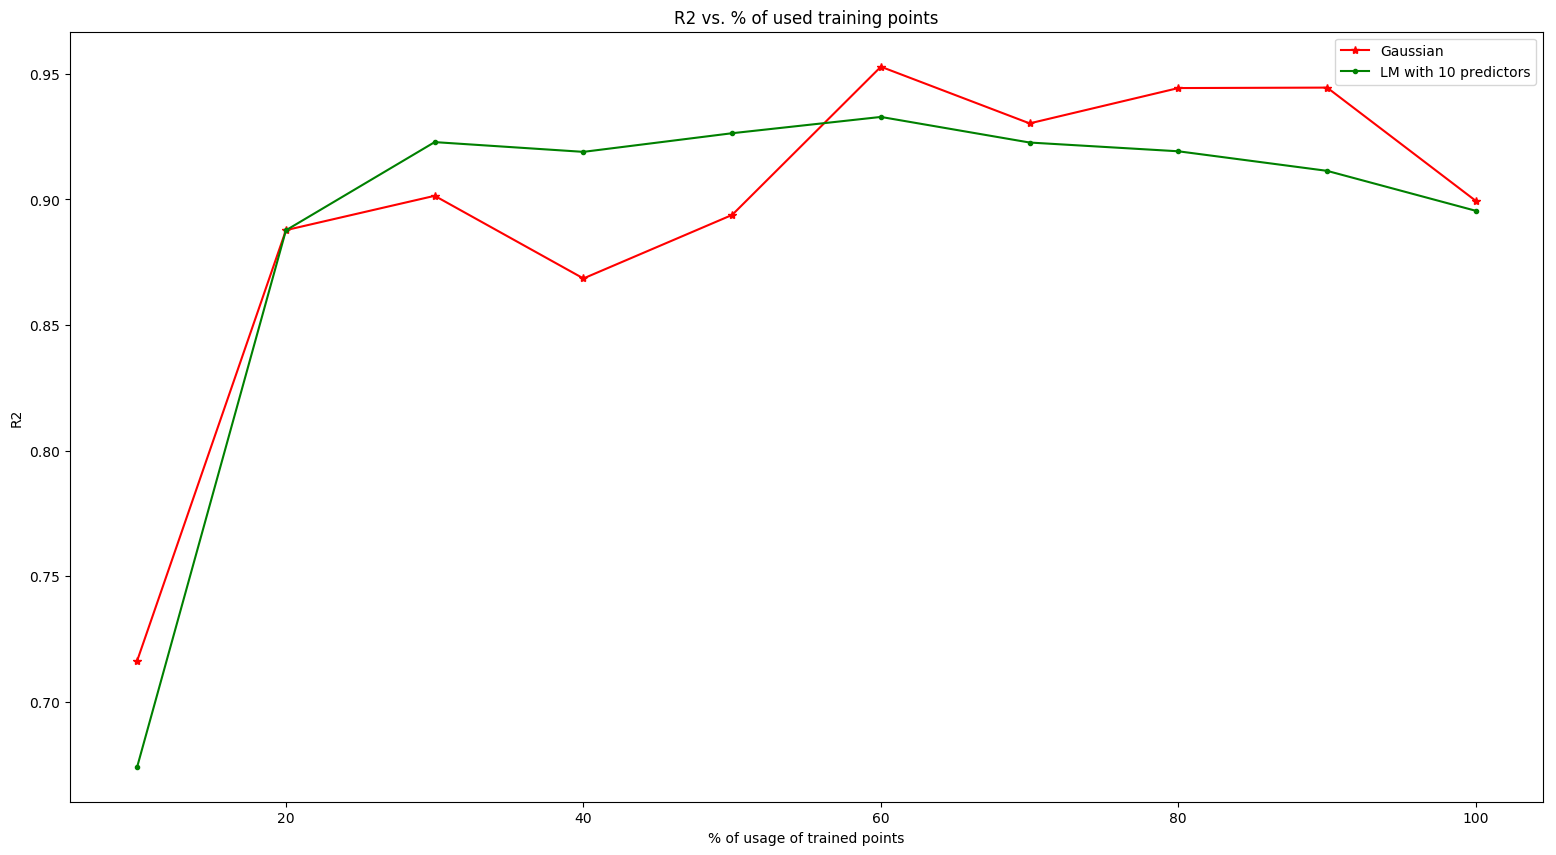 R2 vs. % of used training points
Gaussian
LM with 10 predictors
0.95
0.90
0.85
0.80
0.75
0.70
R2
20
40
60
80
100
% of usage of trained points